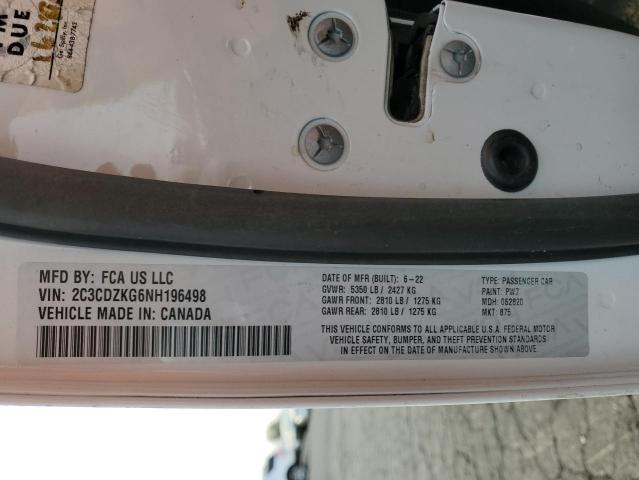 DUE
MFD BY: FCA US LLC
VIN: 2C3CDZKG6NH196498
VEHICLE MADE IN: CANADA
DATE OF MFR (BUILT): 6-22
GVWR: 5350 LB / 2427 KG
GAWR FRONT: 2810 LB / 1275 KG
GAWR REAR: 2810 LB / 1275 KG
TYPE: PASSENGER CAR
PAINT: PW7
MDH: 062820
MKT: 875
THIS VEHICLE CONFORMS TO ALL APPLICABLE U.S.A. FEDERAL MOTOR
VEHICLE SAFETY, BUMPER, AND THEFT PREVENTION STANDARDS
IN EFFECT ON THE DATE OF MANUFACTURE SHOWN ABOVE.